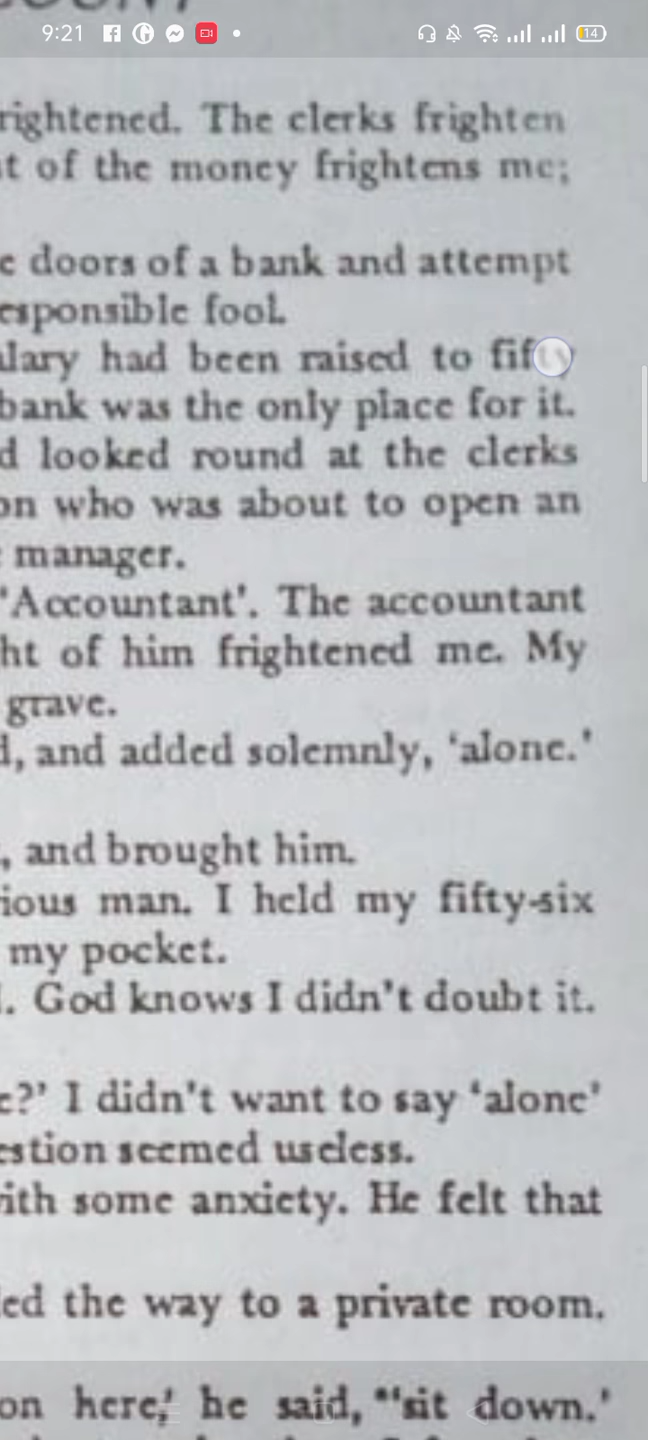 COUNT
9:21
14
rightened. The clerks frighten
t of the money frightens me;
e doors of a bank and attempt
esponsible fool.
lary had been raised to fifty
bank was the only place for it.
d looked round at the clerks
on who was about to open an
manager.
'Accountant'. The accountant
ht of him frightened me. My
grave.
d, and added solemnly, 'alone.'
, and brought him.
ious man. I held my fifty-six
my pocket.
l. God knows I didn't doubt it.
e?' I didn't want to say 'alone'
estion seemed useless.
ith some anxiety. He felt that
ed the way to a private room.
on here,' he said, "'sit down.'